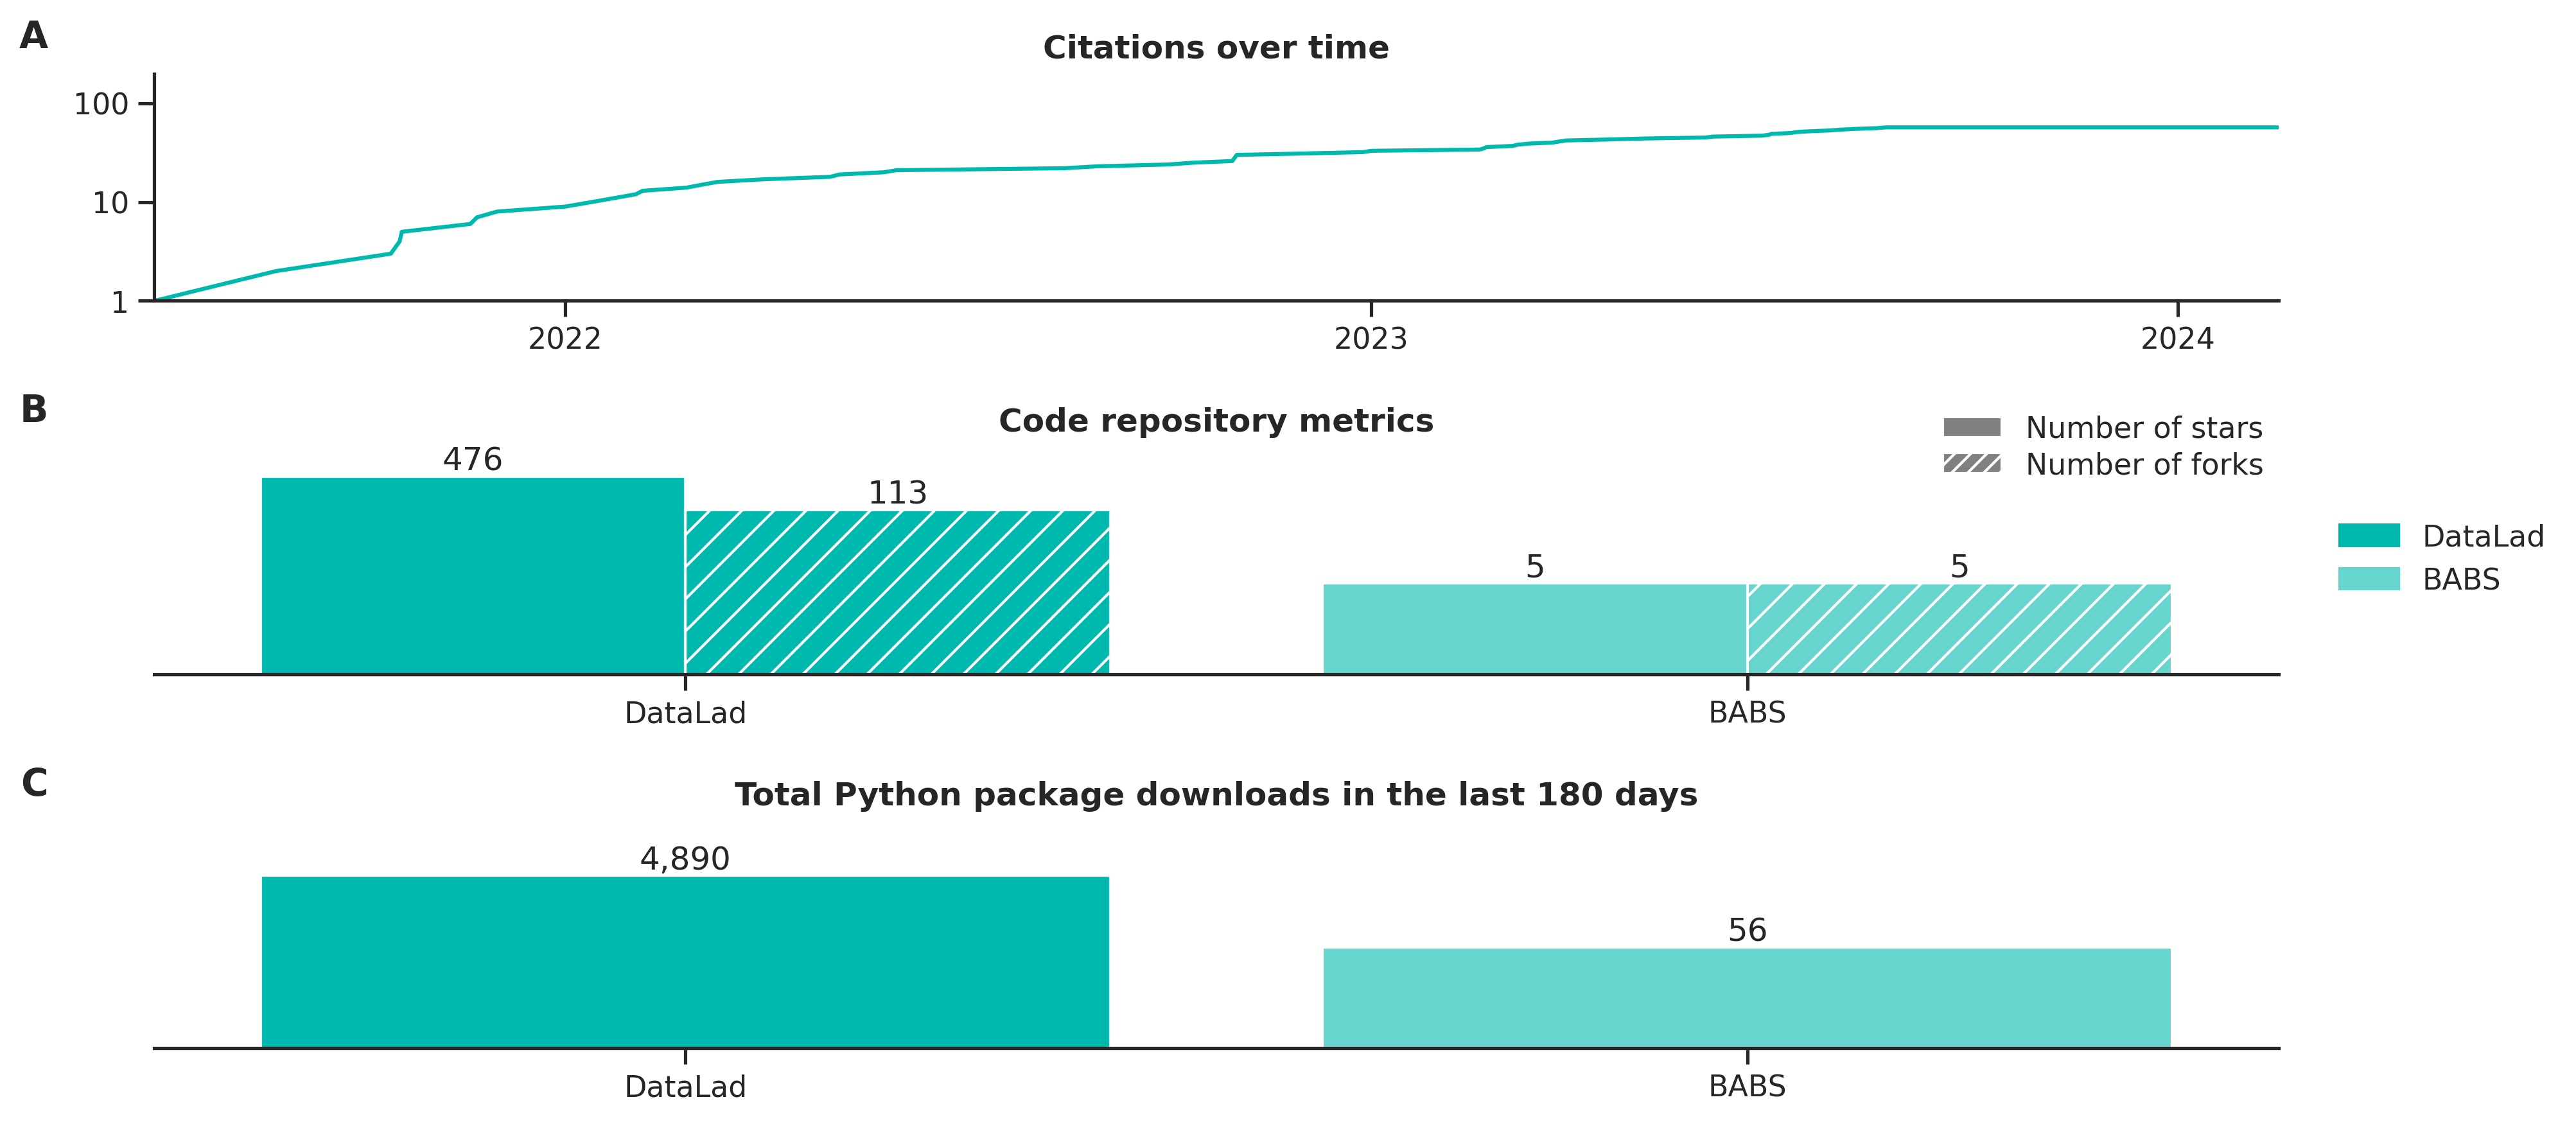 A
Citations over time
100
10
1
2022 2023 2024
B
Code repository metrics
Number of stars
Number of forks
476
113
5
5
DataLad
BABS
DataLad BABS
C
Total Python package downloads in the last 180 days
4,890
56
DataLad BABS